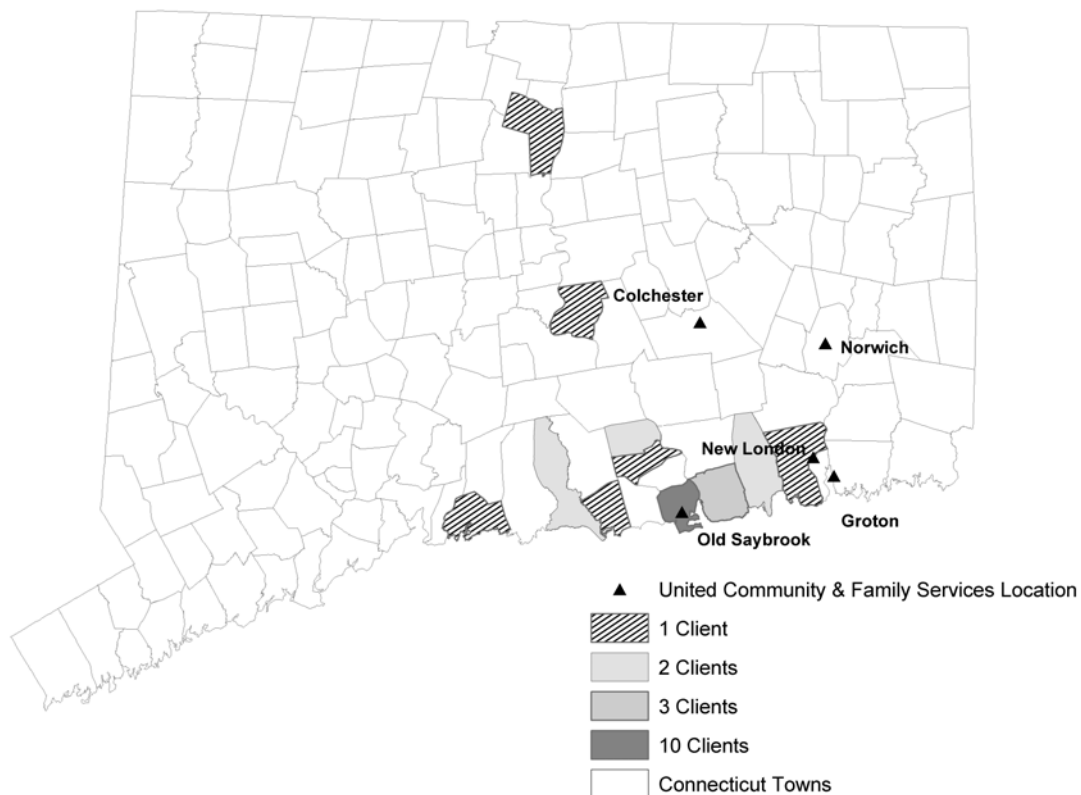 Colchester
Norwich
New London
Groton
Old Saybrook
United Community & Family Services Location
1 Client
2 Clients
3 Clients
10 Clients
Connecticut Towns